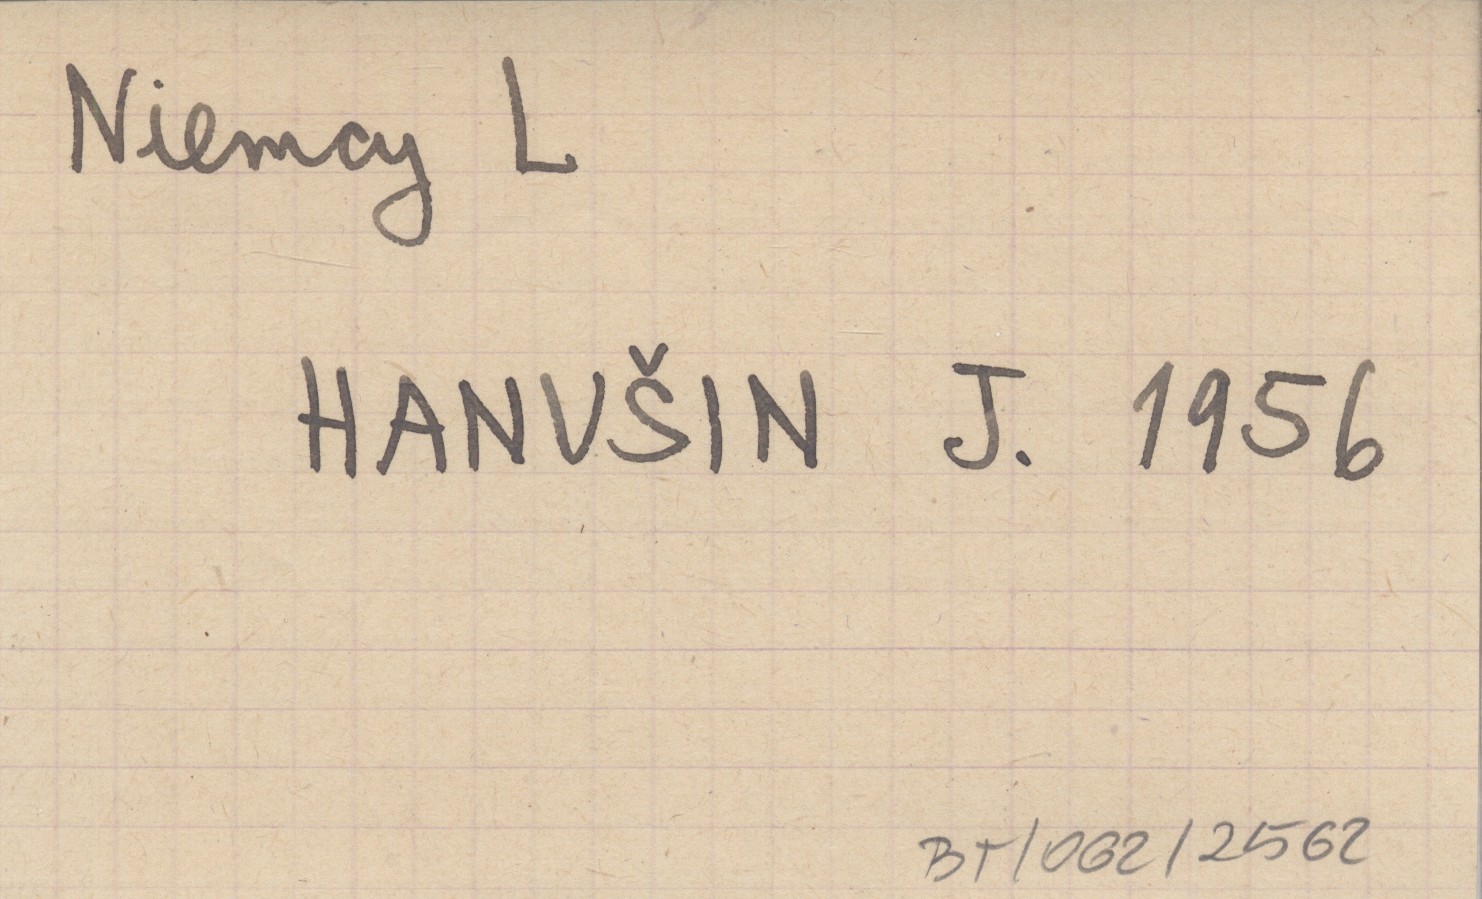 Niemcy L
HANUŠIN J. 1956
BT/062/2562